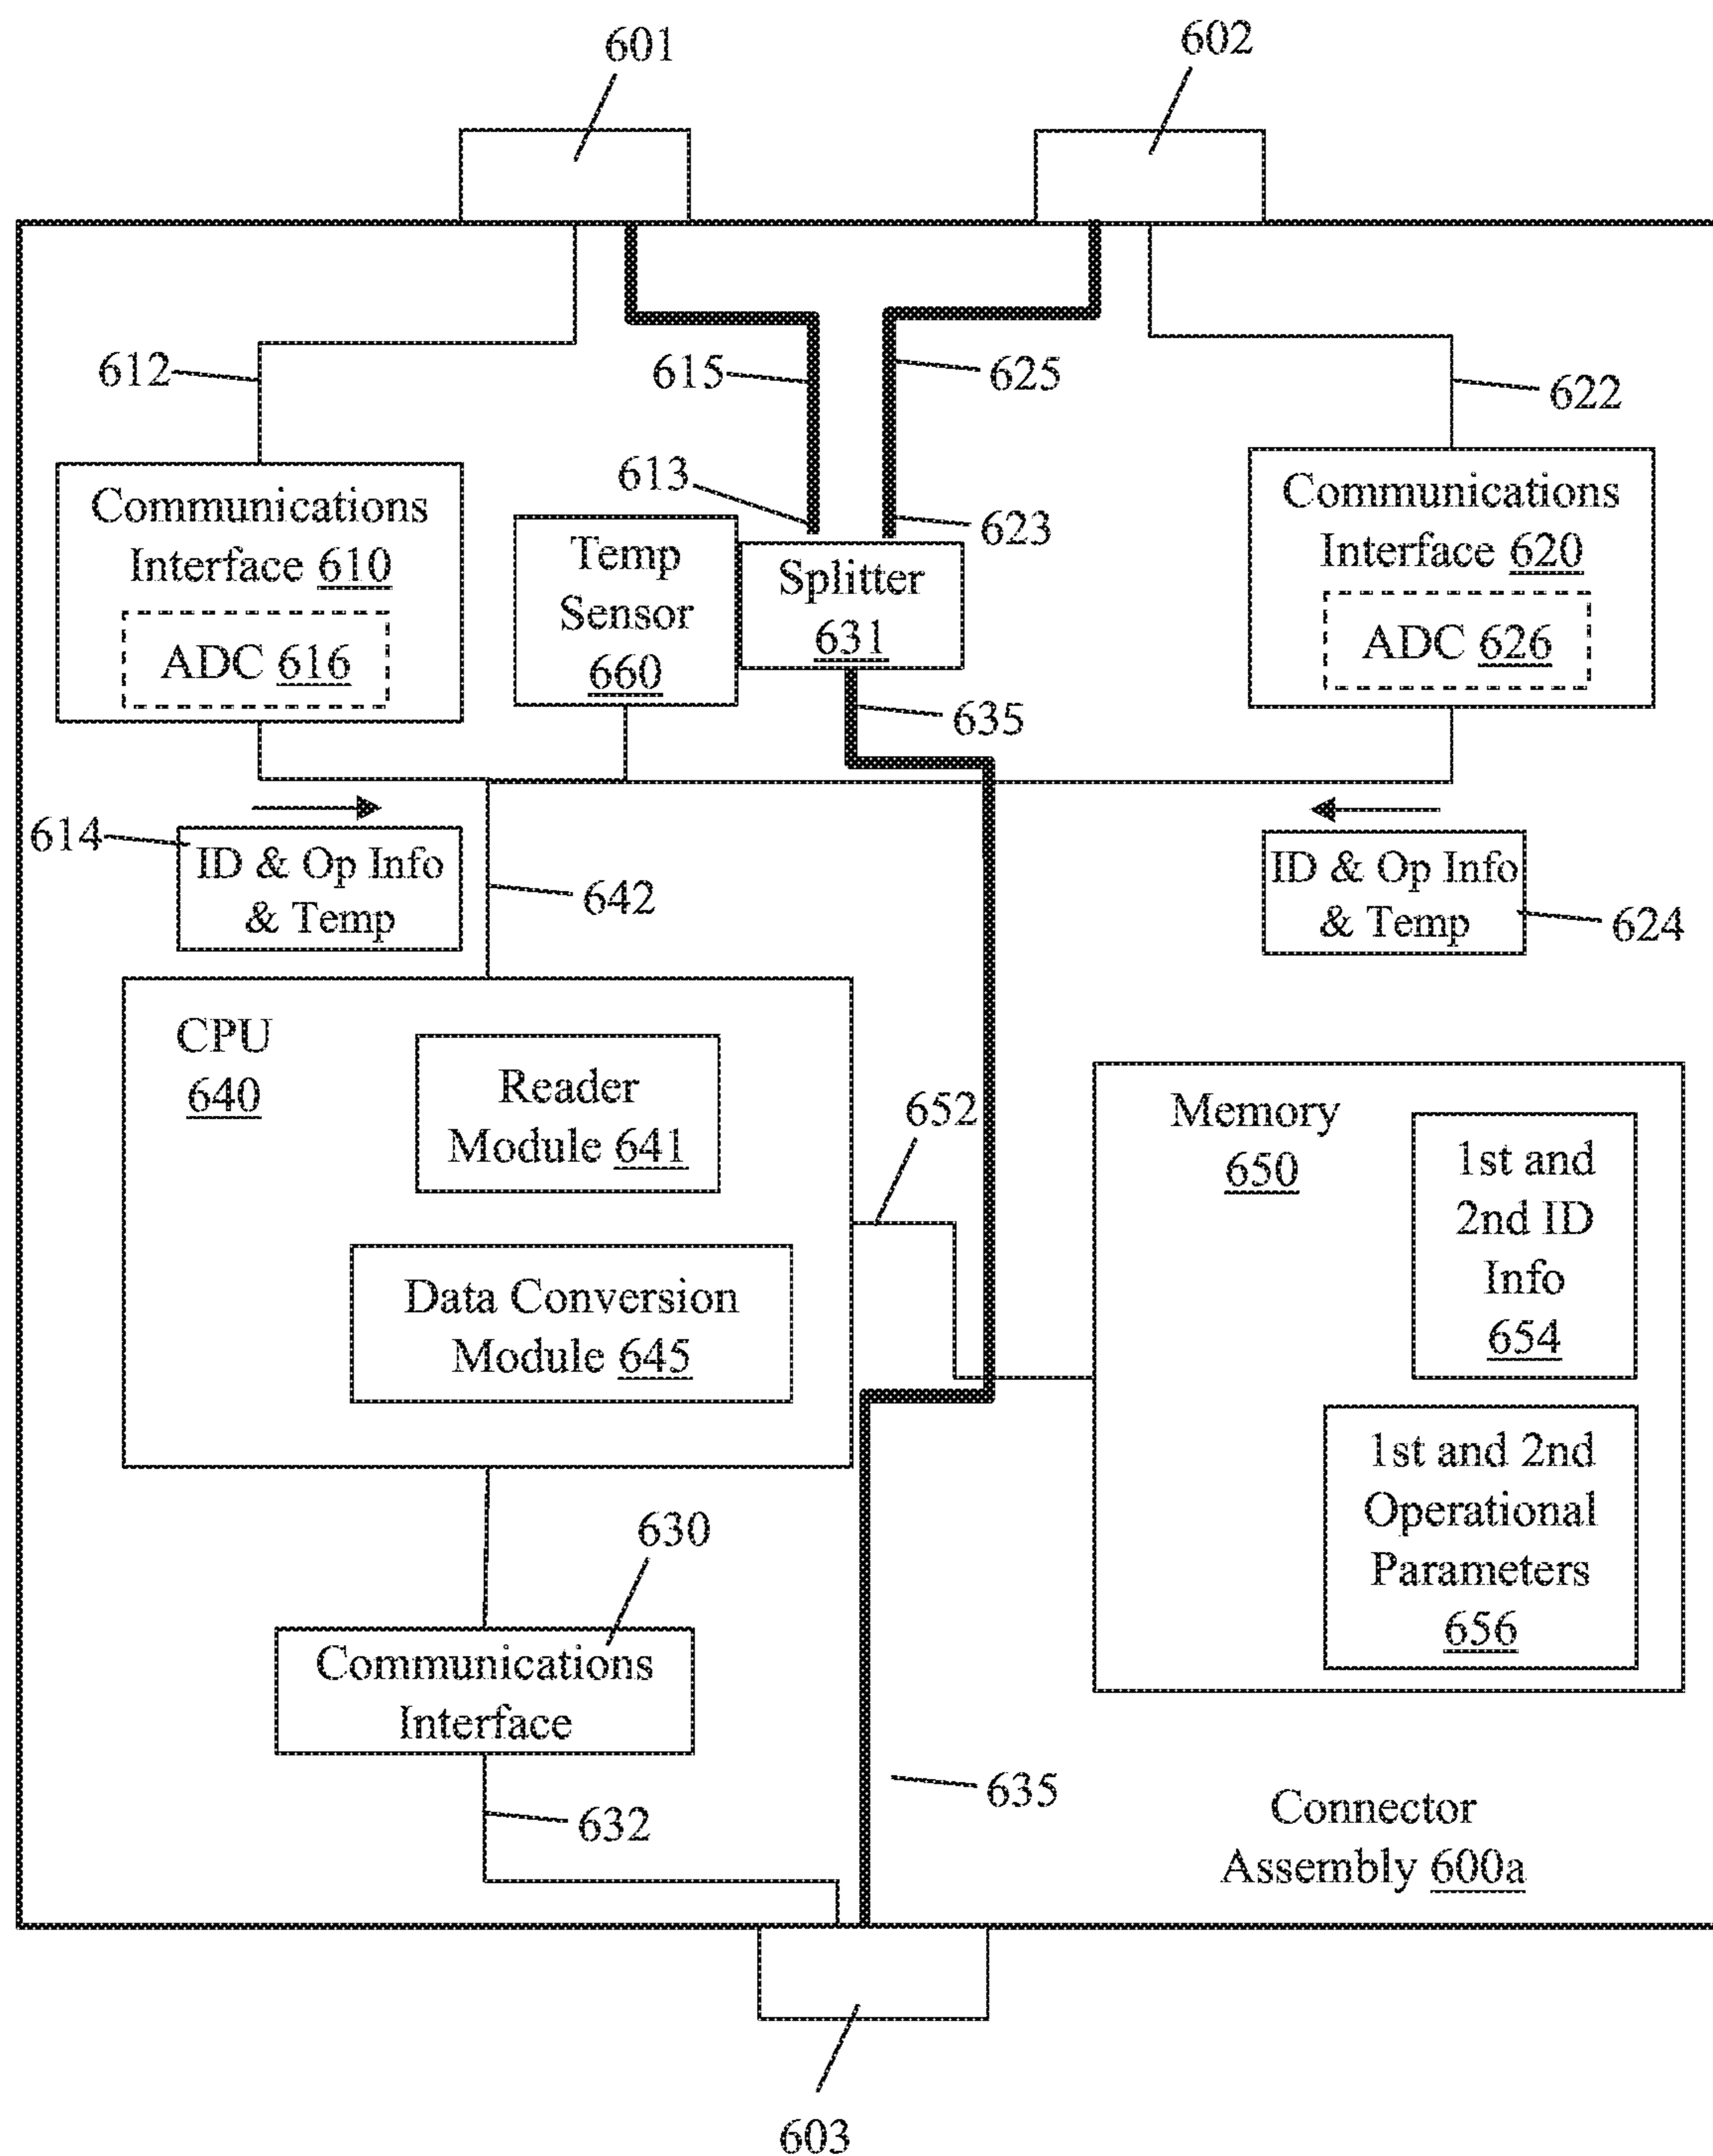 601
602
612
615
625
622
613
623
Communications
Interface 610
ADC 616
Temp
Sensor
660
Splitter
631
Communications
Interface 620
ADC 626
635
614
ID & Op Info
& Temp
642
ID & Op Info
& Temp
624
CPU
640
Reader
Module 641
652
Memory
650
1st and
2nd ID
Info
654
Data Conversion
Module 645
1st and 2nd
Operational
Parameters
656
630
Communications
Interface
635
632
Connector
Assembly 600a
603